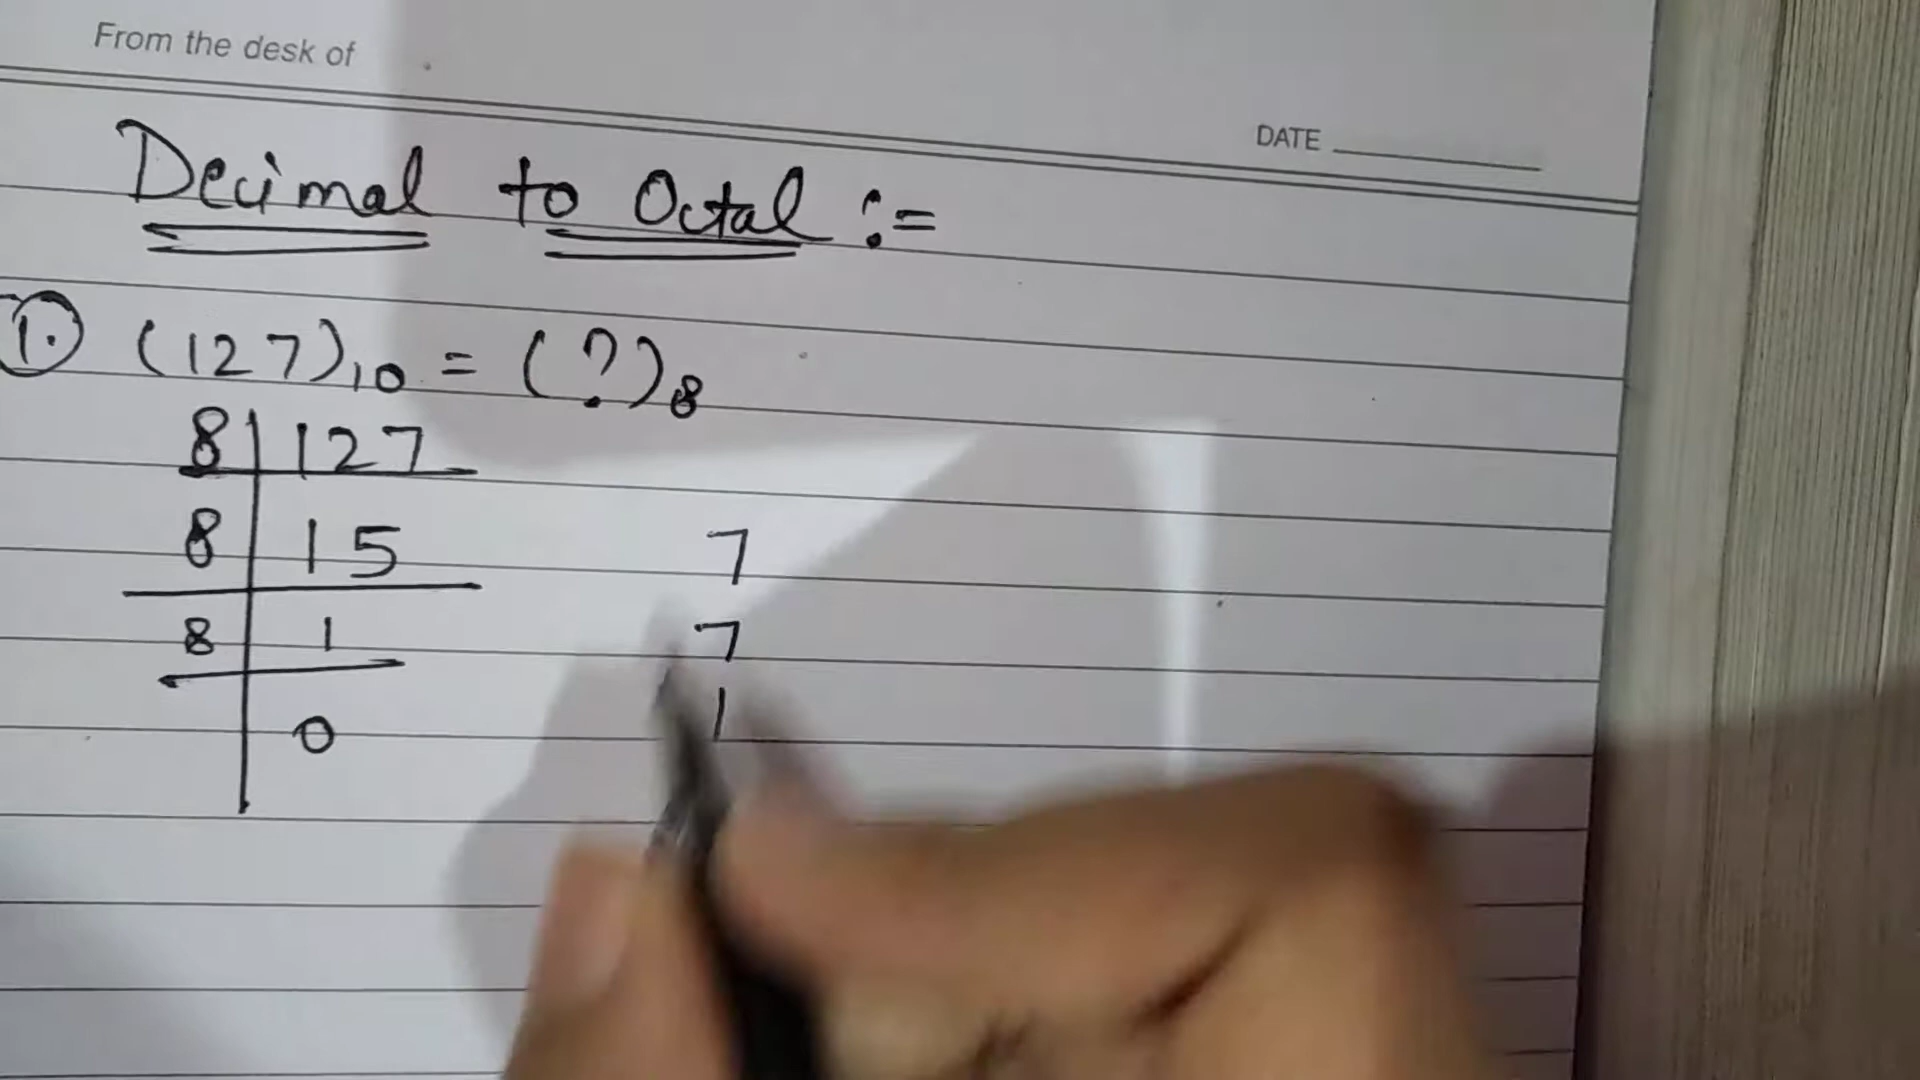 From the desk of
DATE
Decimal to Octal :=
1. (127)10 = (?)8
8 127
8 15 7
8 1 7
0 1